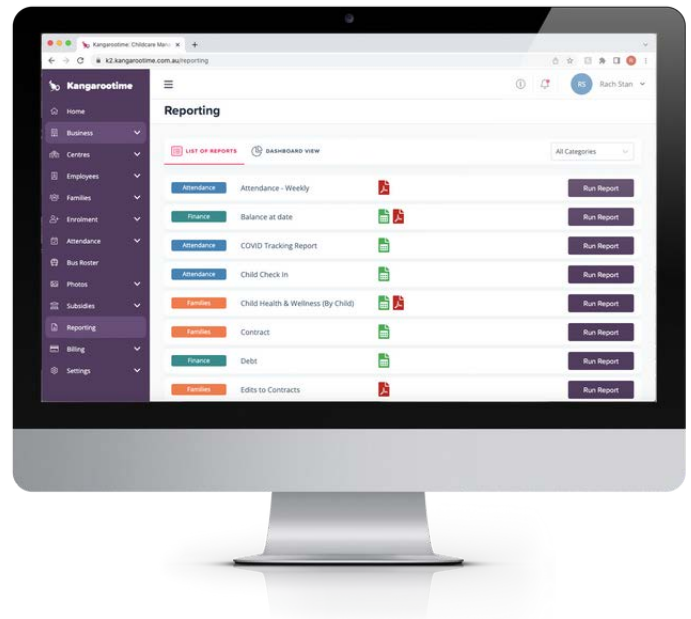 Kangarootime: Childcare Mana
k2.kangarootime.com.au/reporting
Kangarootime
RS Rach Stan
Home
Reporting
Business
LIST OF REPORTS DASHBOARD VIEW All Categories
Centres
Employees
Families
Enrolment
Attendance
Bus Roster
Photos
Subsidies
Reporting
Billing
Settings
Attendance Attendance - Weekly Run Report
Finance Balance at date Run Report
Attendance COVID Tracking Report Run Report
Attendance Child Check In Run Report
Families Child Health & Wellness (By Child) Run Report
Families Contract Run Report
Finance Debt Run Report
Families Edits to Contracts Run Report